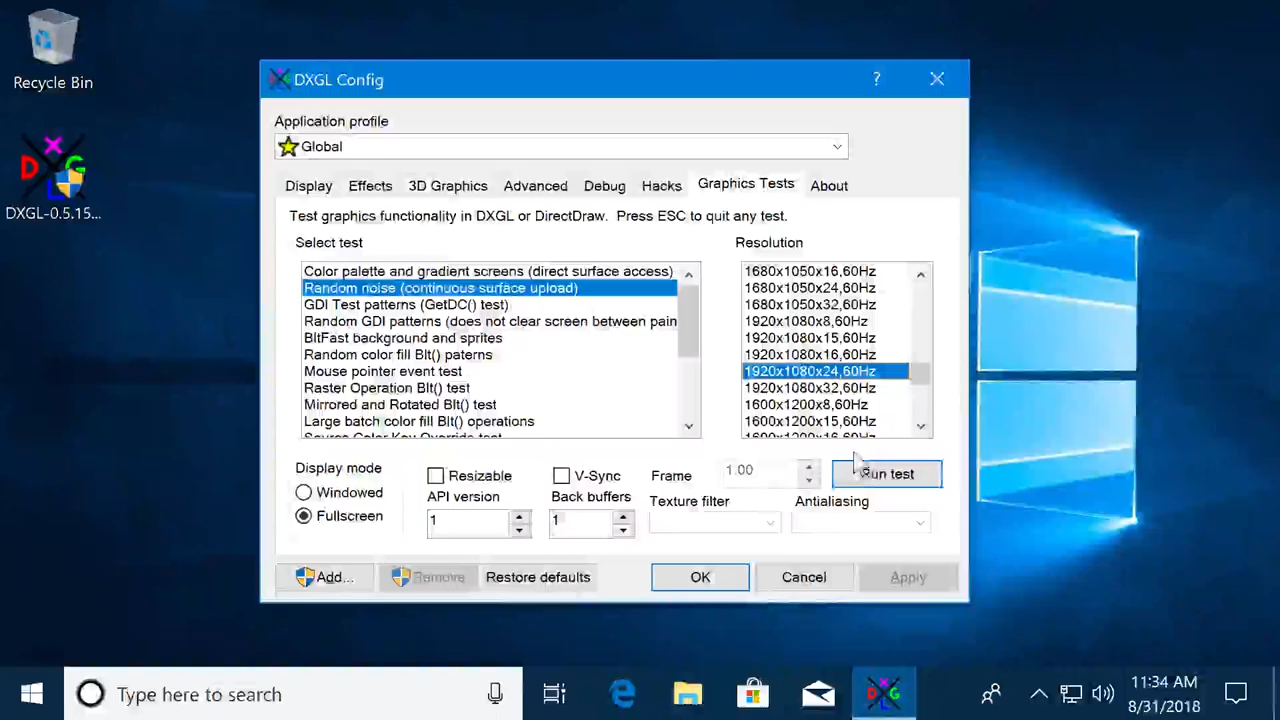 Recycle Bin
DXGL-0.5.15...
DXGL Config
?
Application profile
Global
Display Effects 3D Graphics Advanced Debug Hacks Graphics Tests About
Test graphics functionality in DXGL or DirectDraw. Press ESC to quit any test.
Select test
Color palette and gradient screens (direct surface access)
Random noise (continuous surface upload)
GDI Test patterns (GetDC() test)
Random GDI patterns (does not clear screen between pain
BltFast background and sprites
Random color fill Blt() paterns
Mouse pointer event test
Raster Operation Blt() test
Mirrored and Rotated Blt() test
Large batch color fill Blt() operations
Source Color Key Override test
Resolution
1680x1050x16,60Hz
1680x1050x24,60Hz
1680x1050x32,60Hz
1920x1080x8,60Hz
1920x1080x15,60Hz
1920x1080x16,60Hz
1920x1080x24,60Hz
1920x1080x32,60Hz
1600x1200x8,60Hz
1600x1200x15,60Hz
1600x1200x16,60Hz
Display mode
Windowed
Fullscreen
Resizable
API version
1
V-Sync
Back buffers
1
Frame
1.00
Run test
Texture filter
Antialiasing
Add... Remove Restore defaults OK Cancel Apply
Type here to search
11:34 AM
8/31/2018